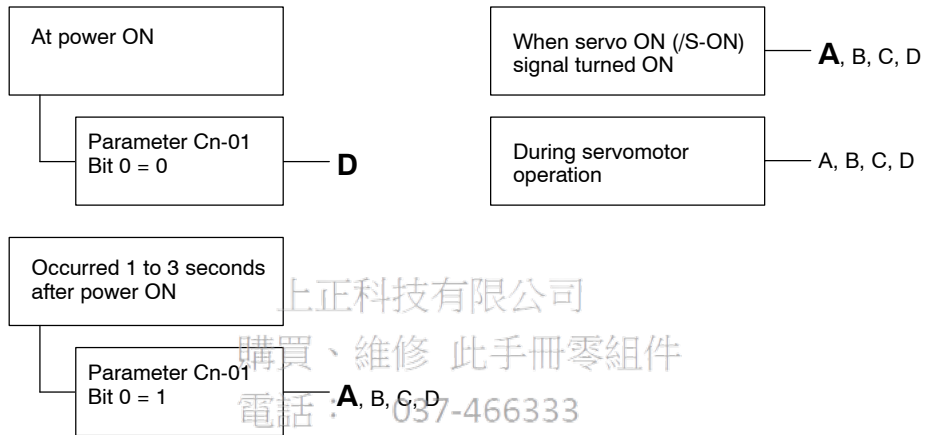 At power ON
Parameter Cn-01
Bit 0 = 0
D
Occurred 1 to 3 seconds
after power ON
Parameter Cn-01
Bit 0 = 1
A, B, C, D
When servo ON (/S-ON)
signal turned ON
A, B, C, D
During servomotor
operation
A, B, C, D
上正科技有限公司
購買、維修 此手冊零組件
電話： 037-466333